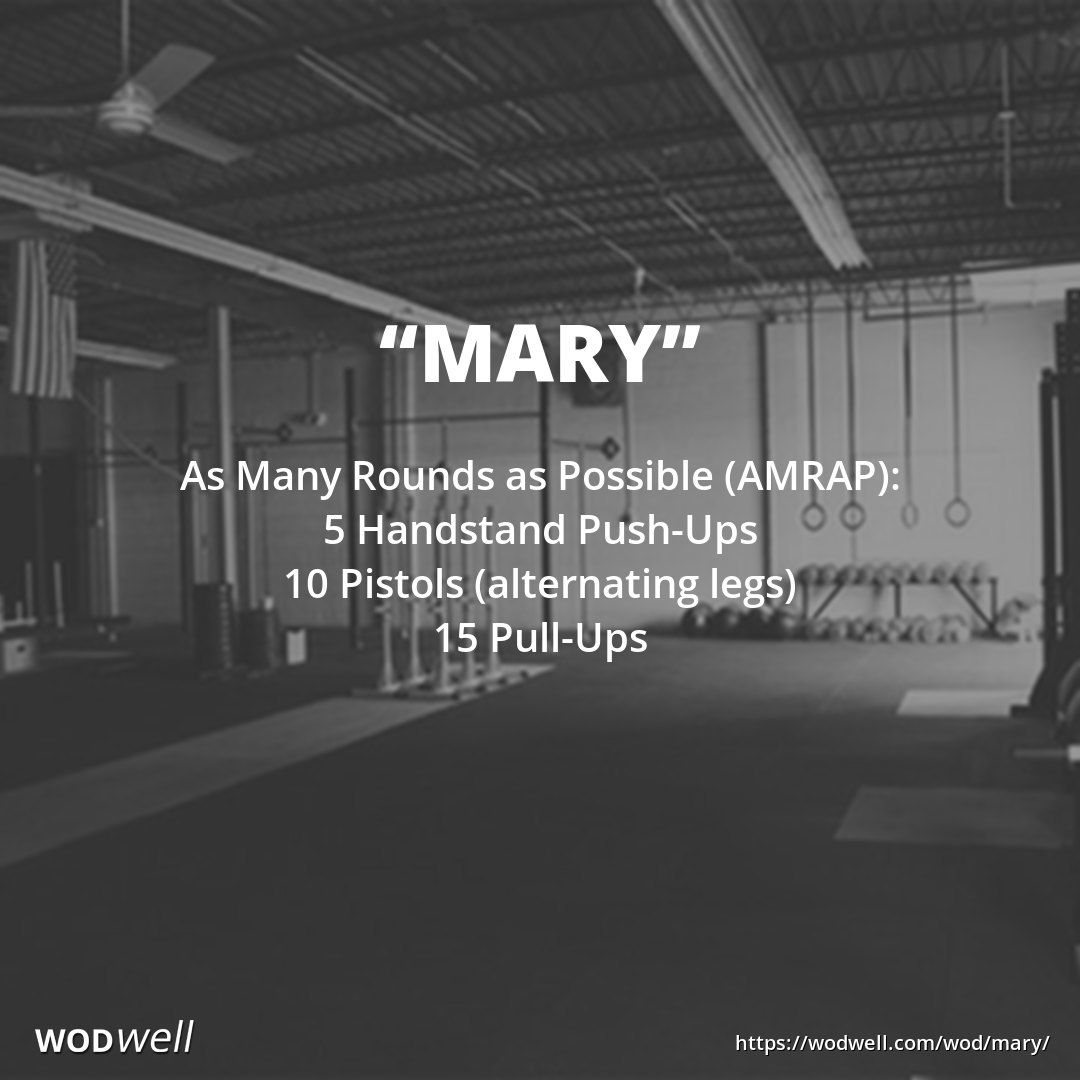 “MARY”
As Many Rounds as Possible (AMRAP):
5 Handstand Push-Ups
10 Pistols (alternating legs)
15 Pull-Ups
WODwell
https://wodwell.com/wod/mary/